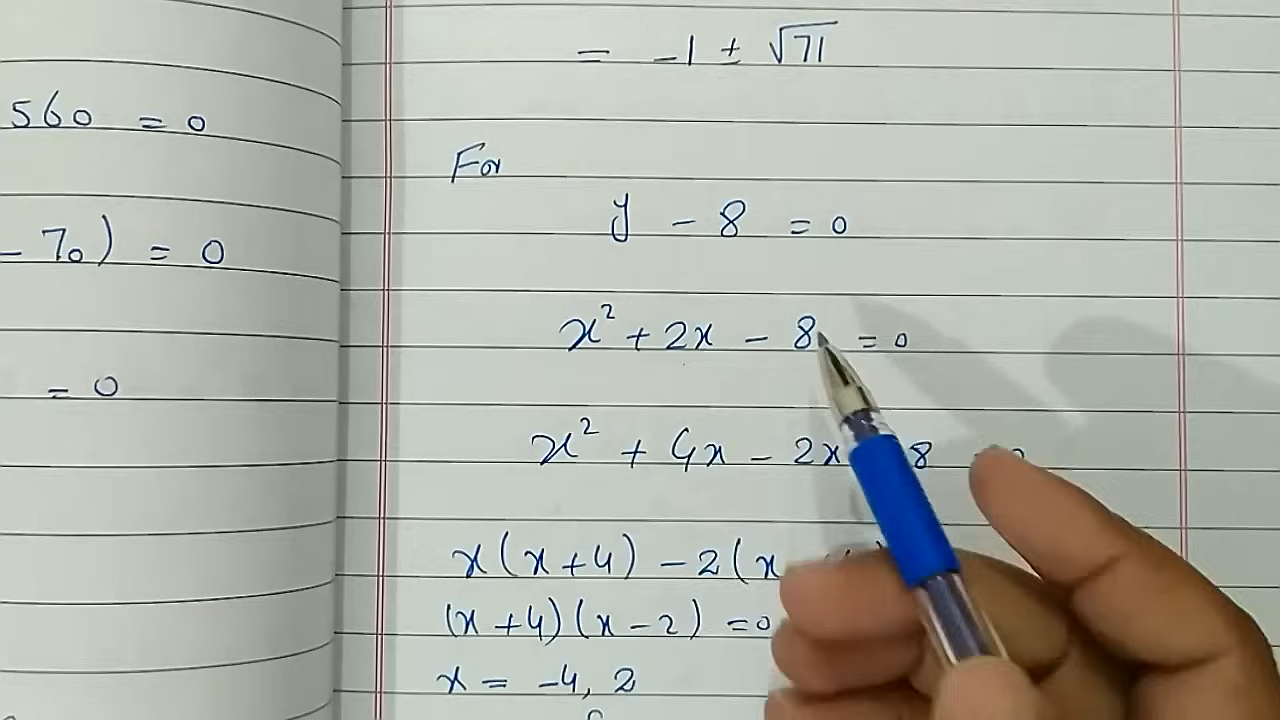 560 = 0
- 70) = 0
= 0
= -1 ± √71
For
y - 8 = 0
x² + 2x - 8 = 0
x² + 4x - 2x 8
x(x+4) - 2(x
(x+4)(x-2) = 0
x = -4, 2